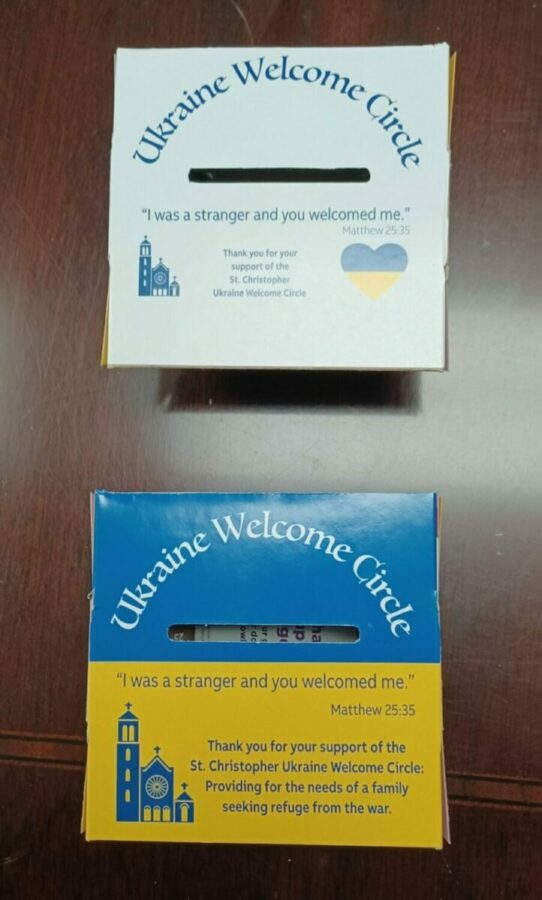 Ukraine Welcome Circle
"I was a stranger and you welcomed me."
Matthew 25:35
Thank you for your
support of the
St. Christopher
Ukraine Welcome Circle
Ukraine Welcome Circle
"I was a stranger and you welcomed me."
Matthew 25:35
Thank you for your support of the
St. Christopher Ukraine Welcome Circle:
Providing for the needs of a family
seeking refuge from the war.